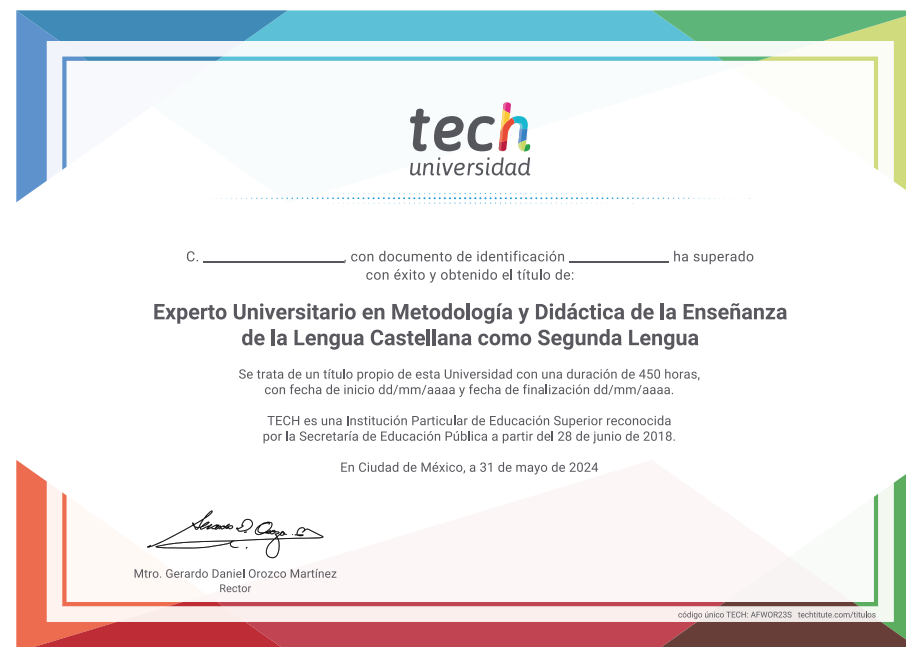 tech
universidad
C. ____________, con documento de identificación ____________ ha superado
con éxito y obtenido el título de:
Experto Universitario en Metodología y Didáctica de la Enseñanza
de la Lengua Castellana como Segunda Lengua
Se trata de un título propio de esta Universidad con una duración de 450 horas,
con fecha de inicio dd/mm/aaaa y fecha de finalización dd/mm/aaaa.
TECH es una Institución Particular de Educación Superior reconocida
por la Secretaría de Educación Pública a partir del 28 de junio de 2018.
En Ciudad de México, a 31 de mayo de 2024
Mtro. Gerardo Daniel Orozco Martínez
Rector
código único TECH: AFWOR23S techtitute.com/titulos